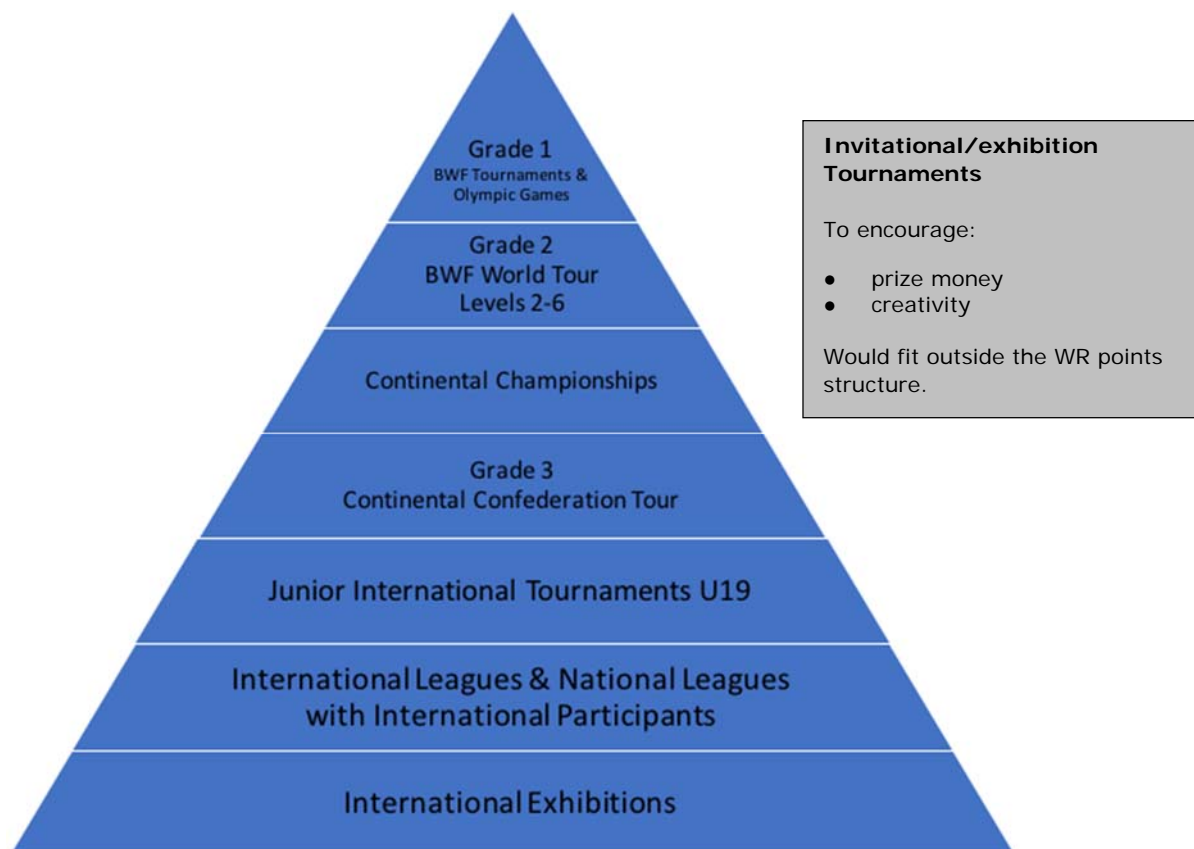 Grade 1
BWF Tournaments &
Olympic Games
Grade 2
BWF World Tour
Levels 2-6
Continental Championships
Grade 3
Continental Confederation Tour
Junior International Tournaments U19
International Leagues & National Leagues
with International Participants
International Exhibitions
Invitational/exhibition
Tournaments
To encourage:
● prize money
● creativity
Would fit outside the WR points
structure.